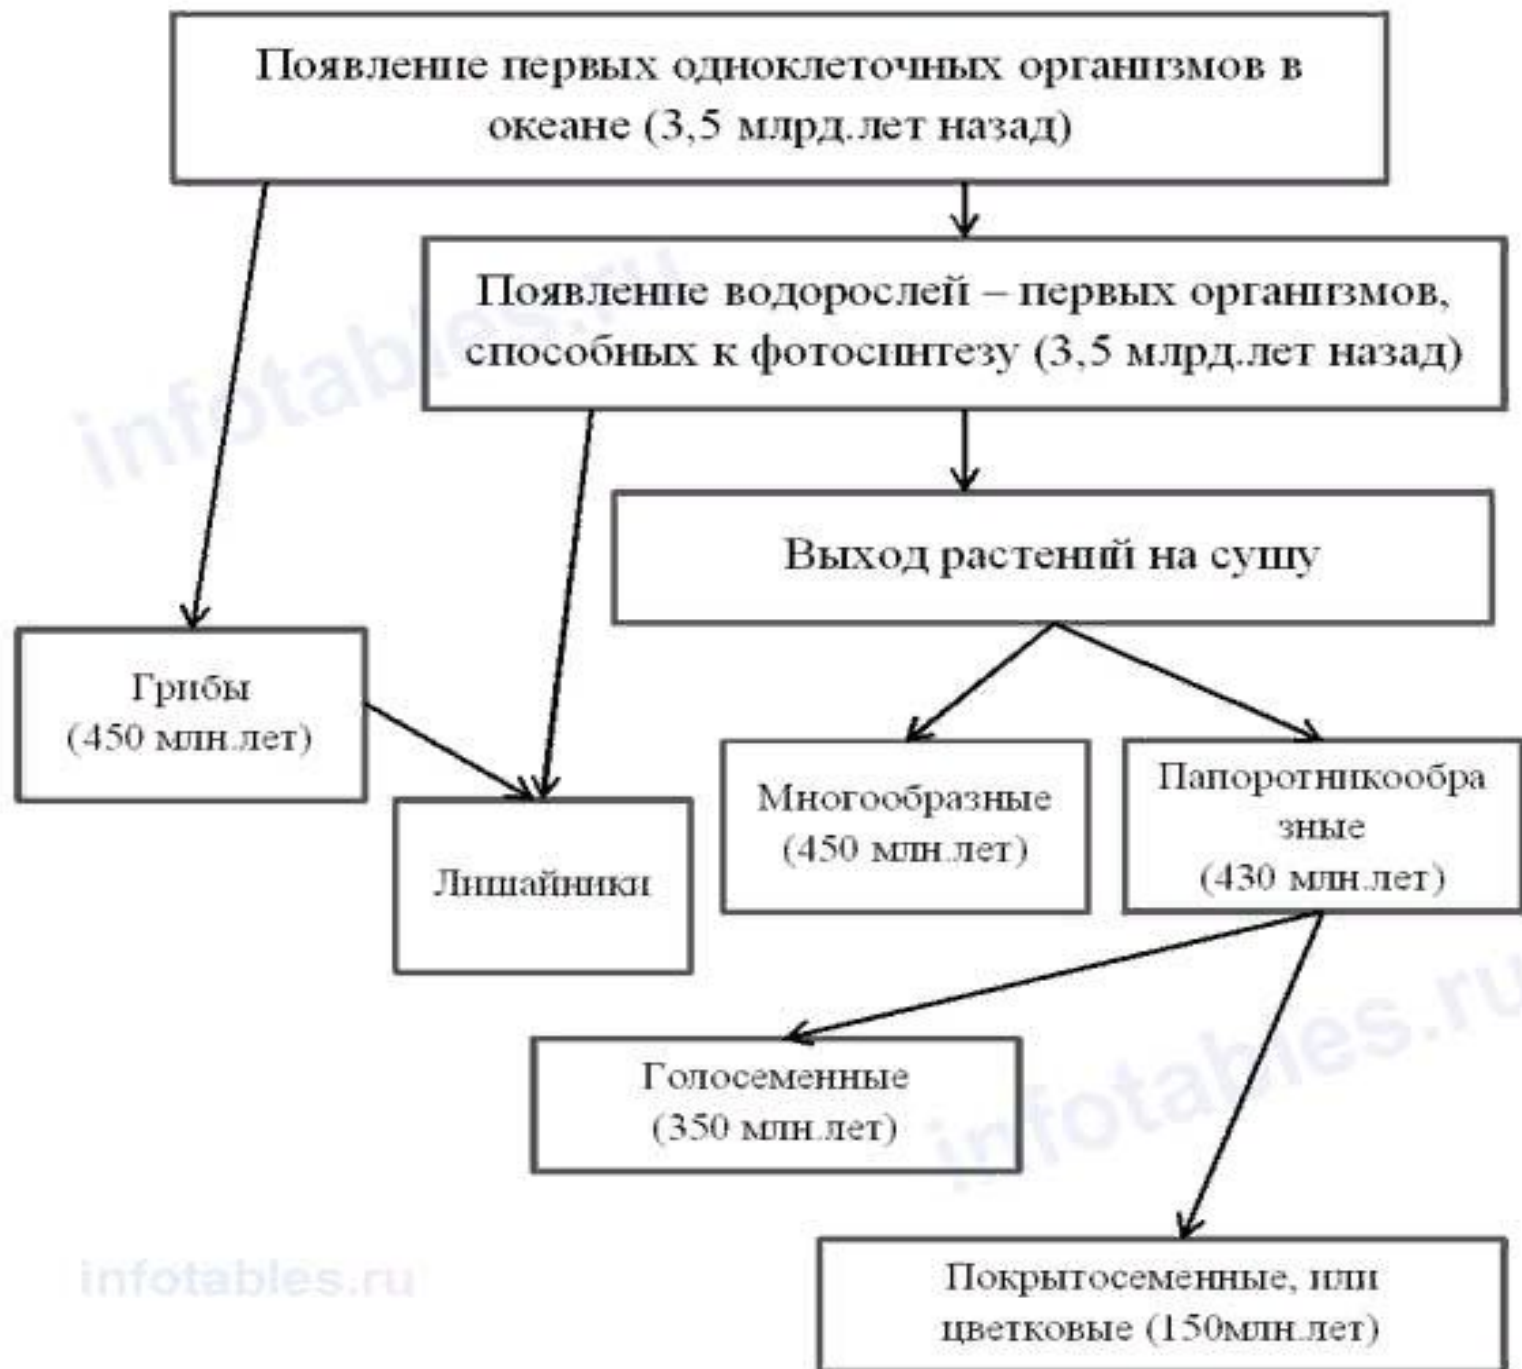 Появление первых одноклеточных организмов в
океане (3,5 млрд.лет назад)
Появление водорослей – первых организмов,
способных к фотосинтезу (3,5 млрд.лет назад)
Выход растений на сушу
Грибы
(450 млн.лет)
Лишайники
Многообразные
(450 млн.лет)
Папоротникообра
зные
(430 млн.лет)
Голосеменные
(350 млн.лет)
Покрытосеменные, или
цветковые (150млн.лет)
infotables.ru
infotables.ru
infotables.ru